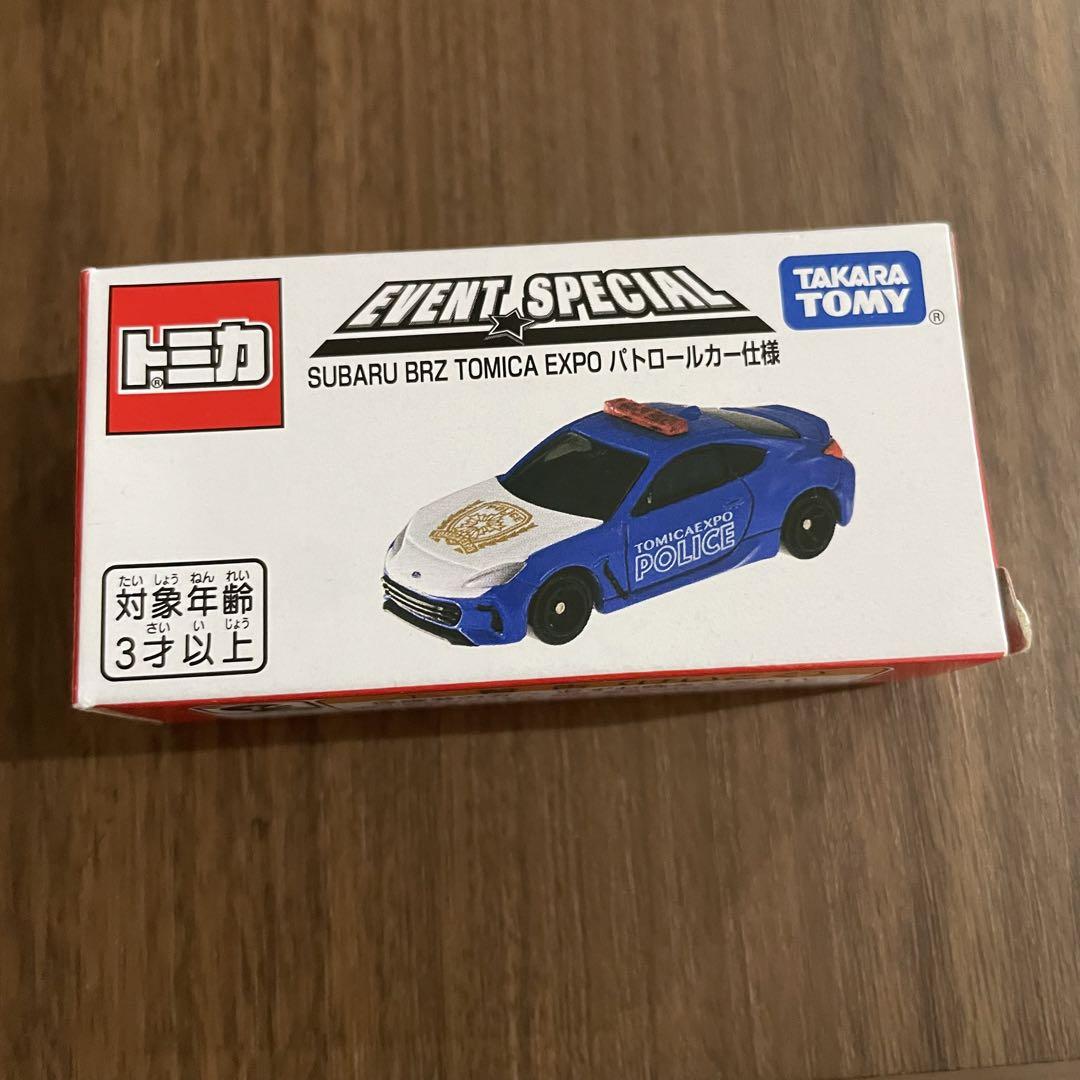 トミカ
®
EVENT SPECIAL
TAKARA
TOMY
®
SUBARU BRZ TOMICA EXPO パトロールカー仕様
TOMICAEXPO
POLICE
たいしょうねんれい
対象年齢
さいいじょう
3才以上